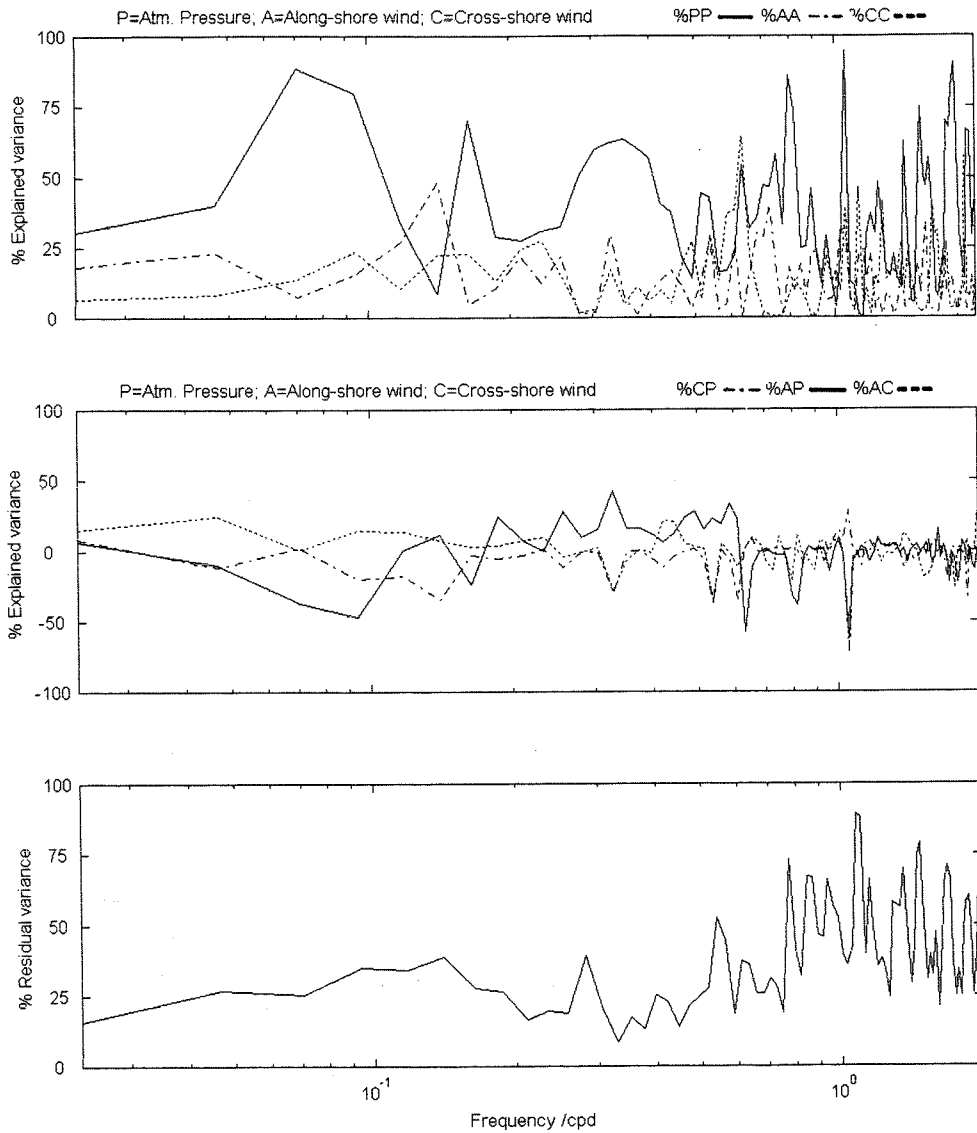 P=Atm. Pressure; A=Along-shore wind; C=Cross-shore wind %PP %AA %CC
100
75
50
25
0
% Explained variance
P=Atm. Pressure; A=Along-shore wind; C=Cross-shore wind %CP %AP %AC
100
50
0
-50
-100
% Explained variance
100
75
50
25
0
% Residual variance
10⁻¹ 10⁰
Frequency /cpd